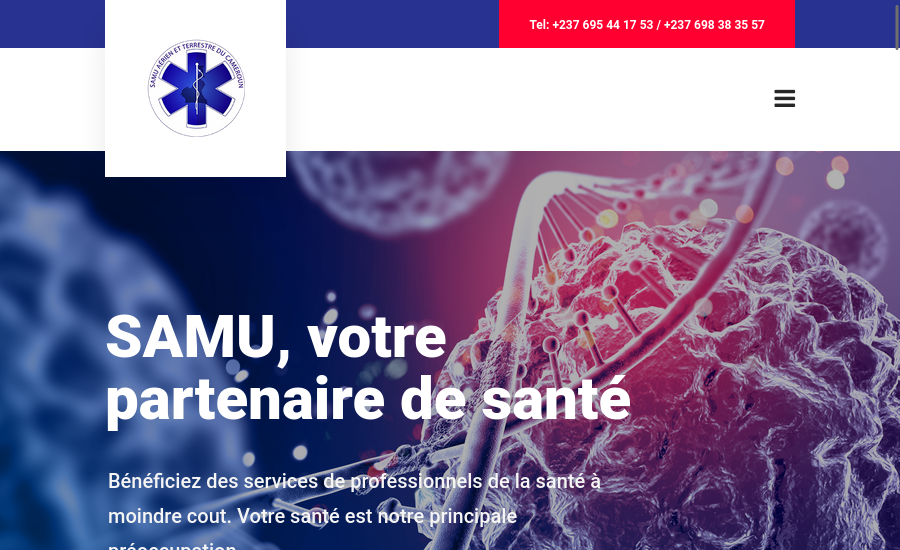 Tel: +237 695 44 17 53 / +237 698 38 35 57
SAMU AÉRIEN ET TERRESTRE DU CAMEROUN
SAMU, votre
partenaire de santé
Bénéficiez des services de professionnels de la santé à
moindre cout. Votre santé est notre principale
préoccupation